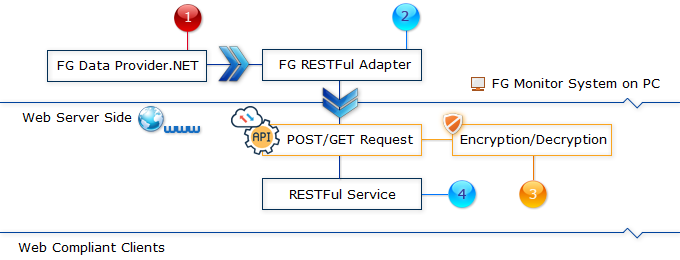 1
2
FG Data Provider.NET
FG RESTFul Adapter
FG Monitor System on PC
Web Server Side
www
API
POST/GET Request
Encryption/Decryption
RESTFul Service
4
3
Web Compliant Clients